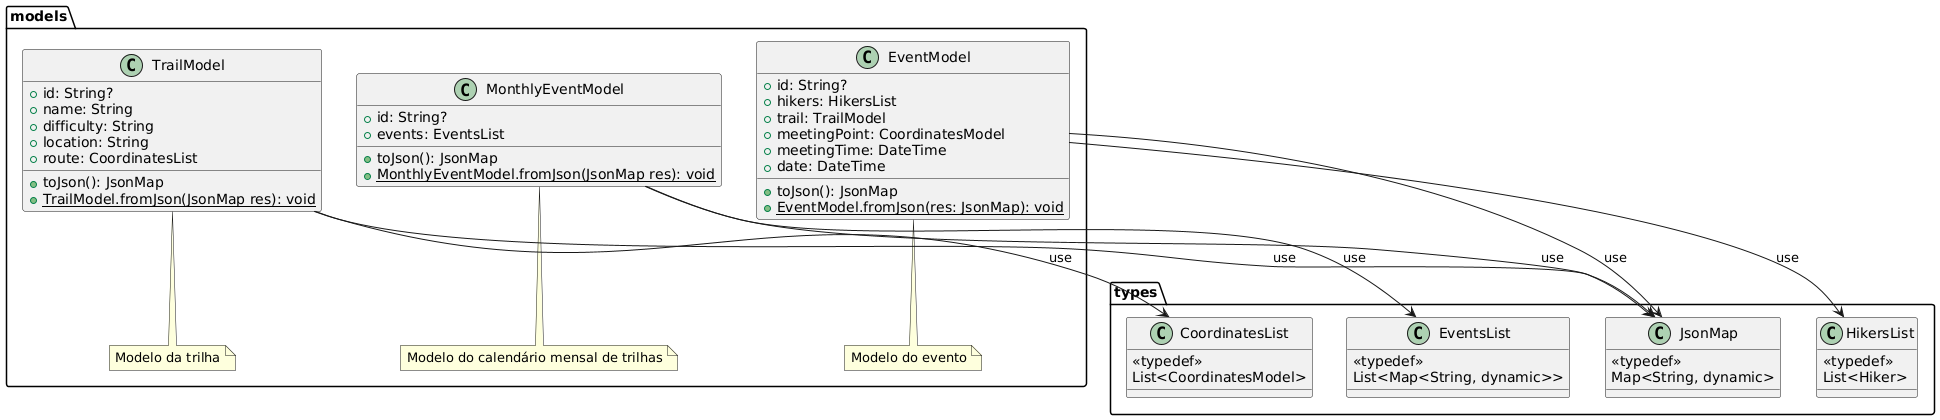 models
TrailModel
id: String?
name: String
difficulty: String
location: String
route: CoordinatesList
toJson(): JsonMap
TrailModel.fromJson(JsonMap res): void
MonthlyEventModel
id: String?
events: EventsList
toJson(): JsonMap
MonthlyEventModel.fromJson(JsonMap res): void
EventModel
id: String?
hikers: HikersList
trail: TrailModel
meetingPoint: CoordinatesModel
meetingTime: DateTime
date: DateTime
toJson(): JsonMap
EventModel.fromJson(res: JsonMap): void
use
use
use
use
use
Modelo da trilha
Modelo do calendário mensal de trilhas
Modelo do evento
types
CoordinatesList
«typedef»
List<CoordinatesModel>
EventsList
«typedef»
List<Map<String, dynamic>>
JsonMap
«typedef»
Map<String, dynamic>
HikersList
«typedef»
List<Hiker>